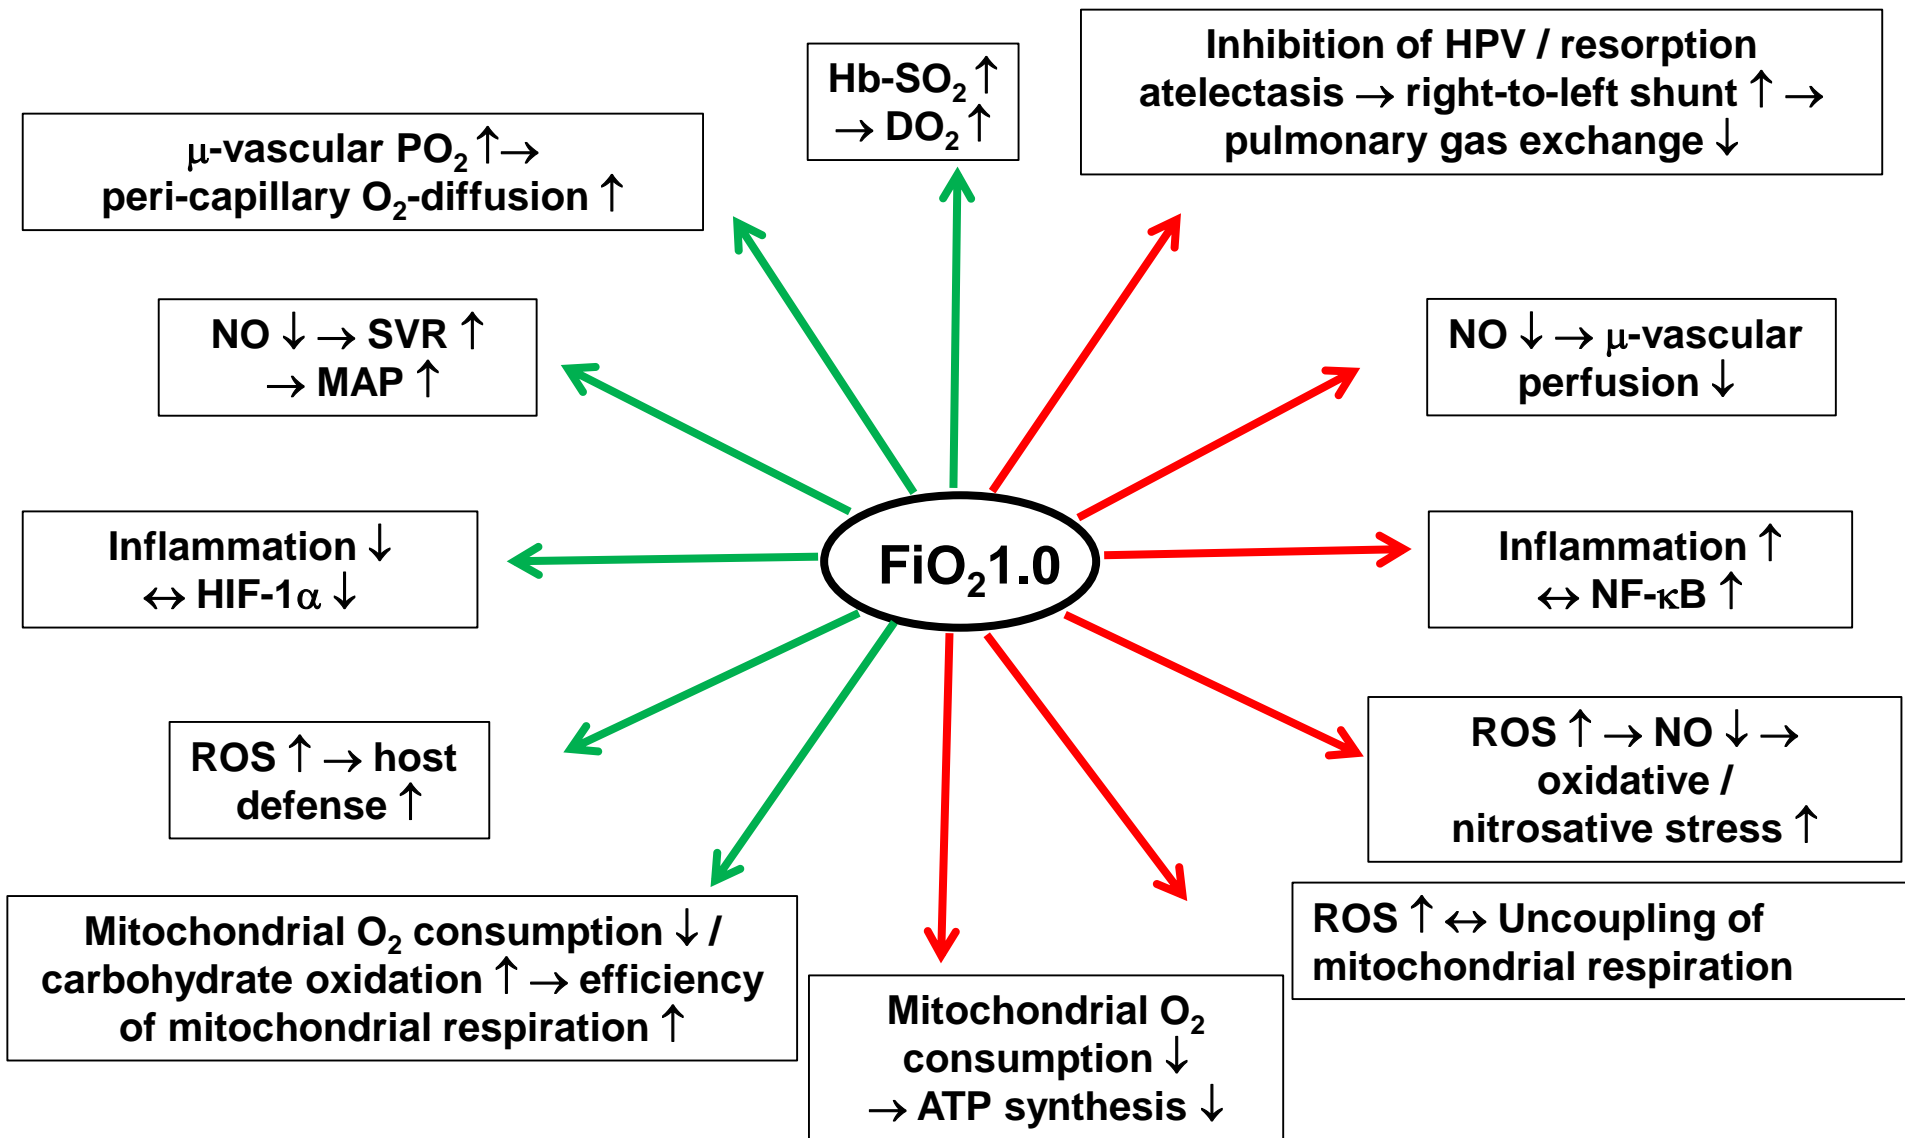 Hb-SO₂ ↑
→ DO₂ ↑
Inhibition of HPV / resorption
atelectasis → right-to-left shunt ↑ →
pulmonary gas exchange ↓
μ-vascular PO₂ ↑→
peri-capillary O₂-diffusion ↑
NO ↓ → SVR ↑
→ MAP ↑
NO ↓ → μ-vascular
perfusion ↓
Inflammation ↓
↔ HIF-1α ↓
FiO₂1.0
Inflammation ↑
↔ NF-κB ↑
ROS ↑ → host
defense ↑
ROS ↑ → NO ↓ →
oxidative /
nitrosative stress ↑
Mitochondrial O₂ consumption ↓ /
carbohydrate oxidation ↑ → efficiency
of mitochondrial respiration ↑
ROS ↑ ↔ Uncoupling of
mitochondrial respiration
Mitochondrial O₂
consumption ↓
→ ATP synthesis ↓